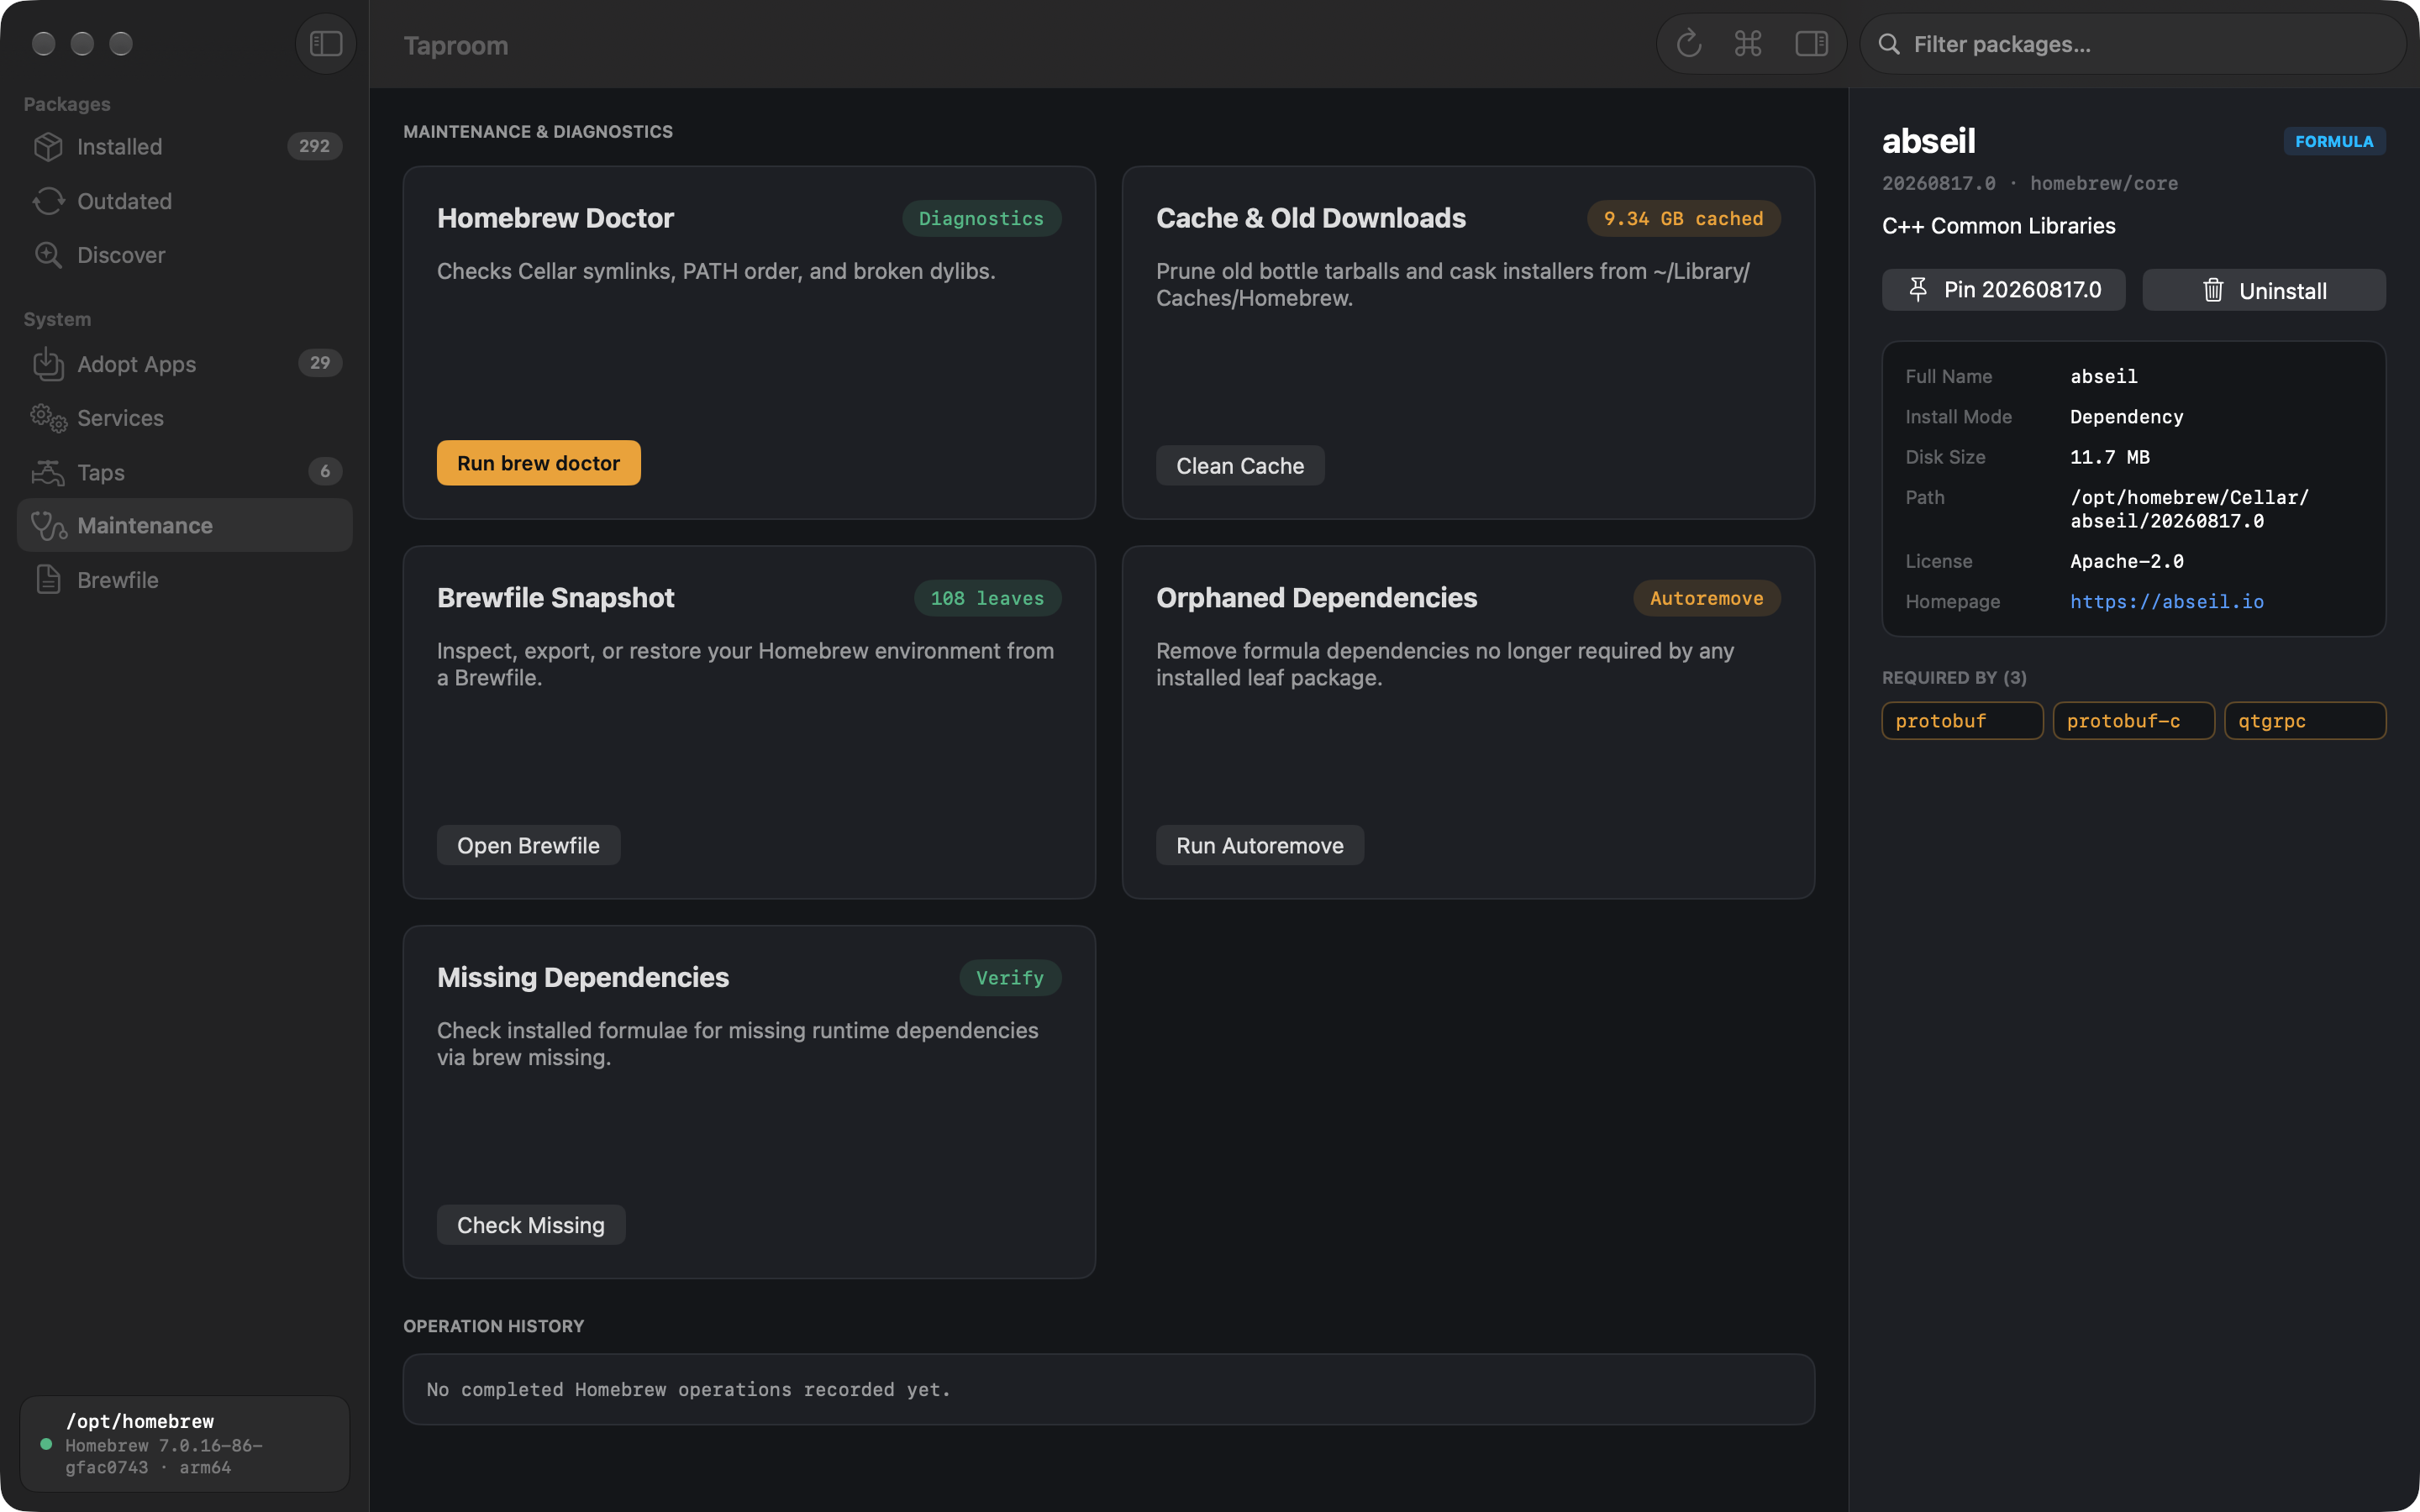 Taproom
Filter packages...
Packages
Installed
292
Outdated
Discover
System
Adopt Apps
29
Services
Taps
6
Maintenance
Brewfile
/opt/homebrew
Homebrew 7.0.16-86-
gfac0743 · arm64
MAINTENANCE & DIAGNOSTICS
Homebrew Doctor
Diagnostics
Checks Cellar symlinks, PATH order, and broken dylibs.
Run brew doctor
Cache & Old Downloads
9.34 GB cached
Prune old bottle tarballs and cask installers from ~/Library/
Caches/Homebrew.
Clean Cache
Brewfile Snapshot
108 leaves
Inspect, export, or restore your Homebrew environment from
a Brewfile.
Open Brewfile
Orphaned Dependencies
Autoremove
Remove formula dependencies no longer required by any
installed leaf package.
Run Autoremove
Missing Dependencies
Verify
Check installed formulae for missing runtime dependencies
via brew missing.
Check Missing
OPERATION HISTORY
No completed Homebrew operations recorded yet.
abseil
FORMULA
20260817.0 · homebrew/core
C++ Common Libraries
Pin 20260817.0
Uninstall
Full Name abseil
Install Mode Dependency
Disk Size 11.7 MB
Path /opt/homebrew/Cellar/
abseil/20260817.0
License Apache-2.0
Homepage https://abseil.io
REQUIRED BY (3)
protobuf
protobuf-c
qtgrpc